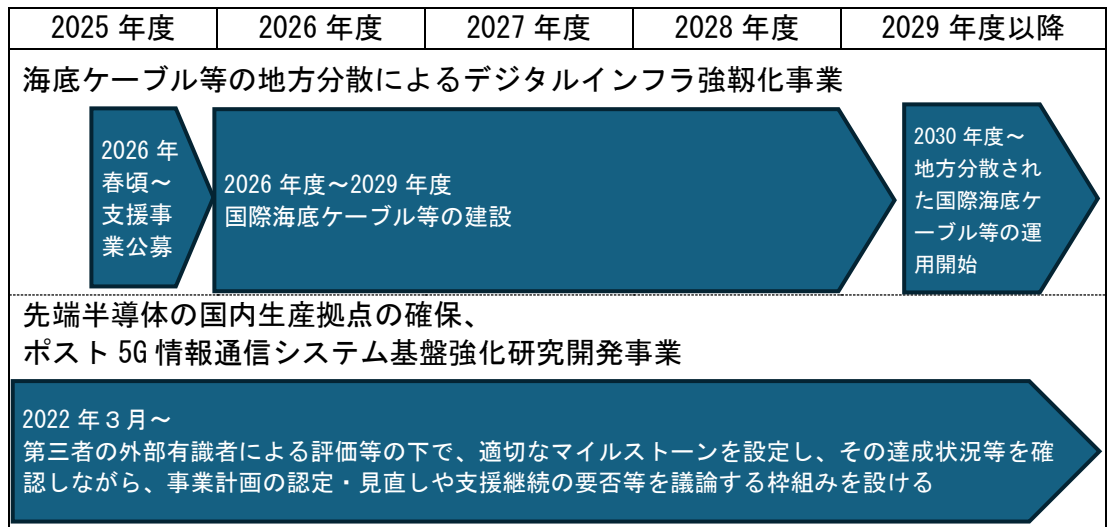 2025 年度 2026 年度 2027 年度 2028 年度 2029 年度以降
海底ケーブル等の地方分散によるデジタルインフラ強靱化事業
2026 年
春頃～
支援事
業公募
2026 年度～2029 年度
国際海底ケーブル等の建設
2030 年度～
地方分散され
た国際海底ケ
ーブル等の運
用開始
先端半導体の国内生産拠点の確保、
ポスト 5G 情報通信システム基盤強化研究開発事業
2022 年３月～
第三者の外部有識者による評価等の下で、適切なマイルストーンを設定し、その達成状況等を確
認しながら、事業計画の認定・見直しや支援継続の要否等を議論する枠組みを設ける